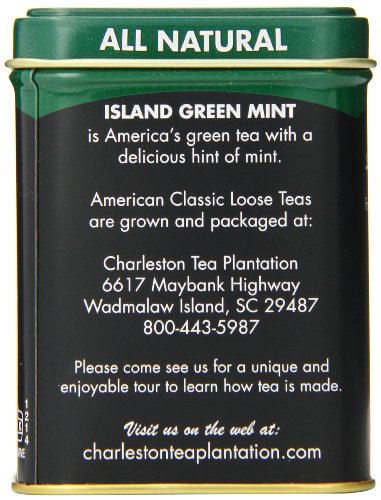 ALL NATURAL
ISLAND GREEN MINT
is America's green tea with a
delicious hint of mint.
American Classic Loose Teas
are grown and packaged at:
Charleston Tea Plantation
6617 Maybank Highway
Wadmalaw Island, SC 29487
800-443-5987
Please come see us for a unique and
enjoyable tour to learn how tea is made.
Visit us on the web at:
charlestonteaplantation.com